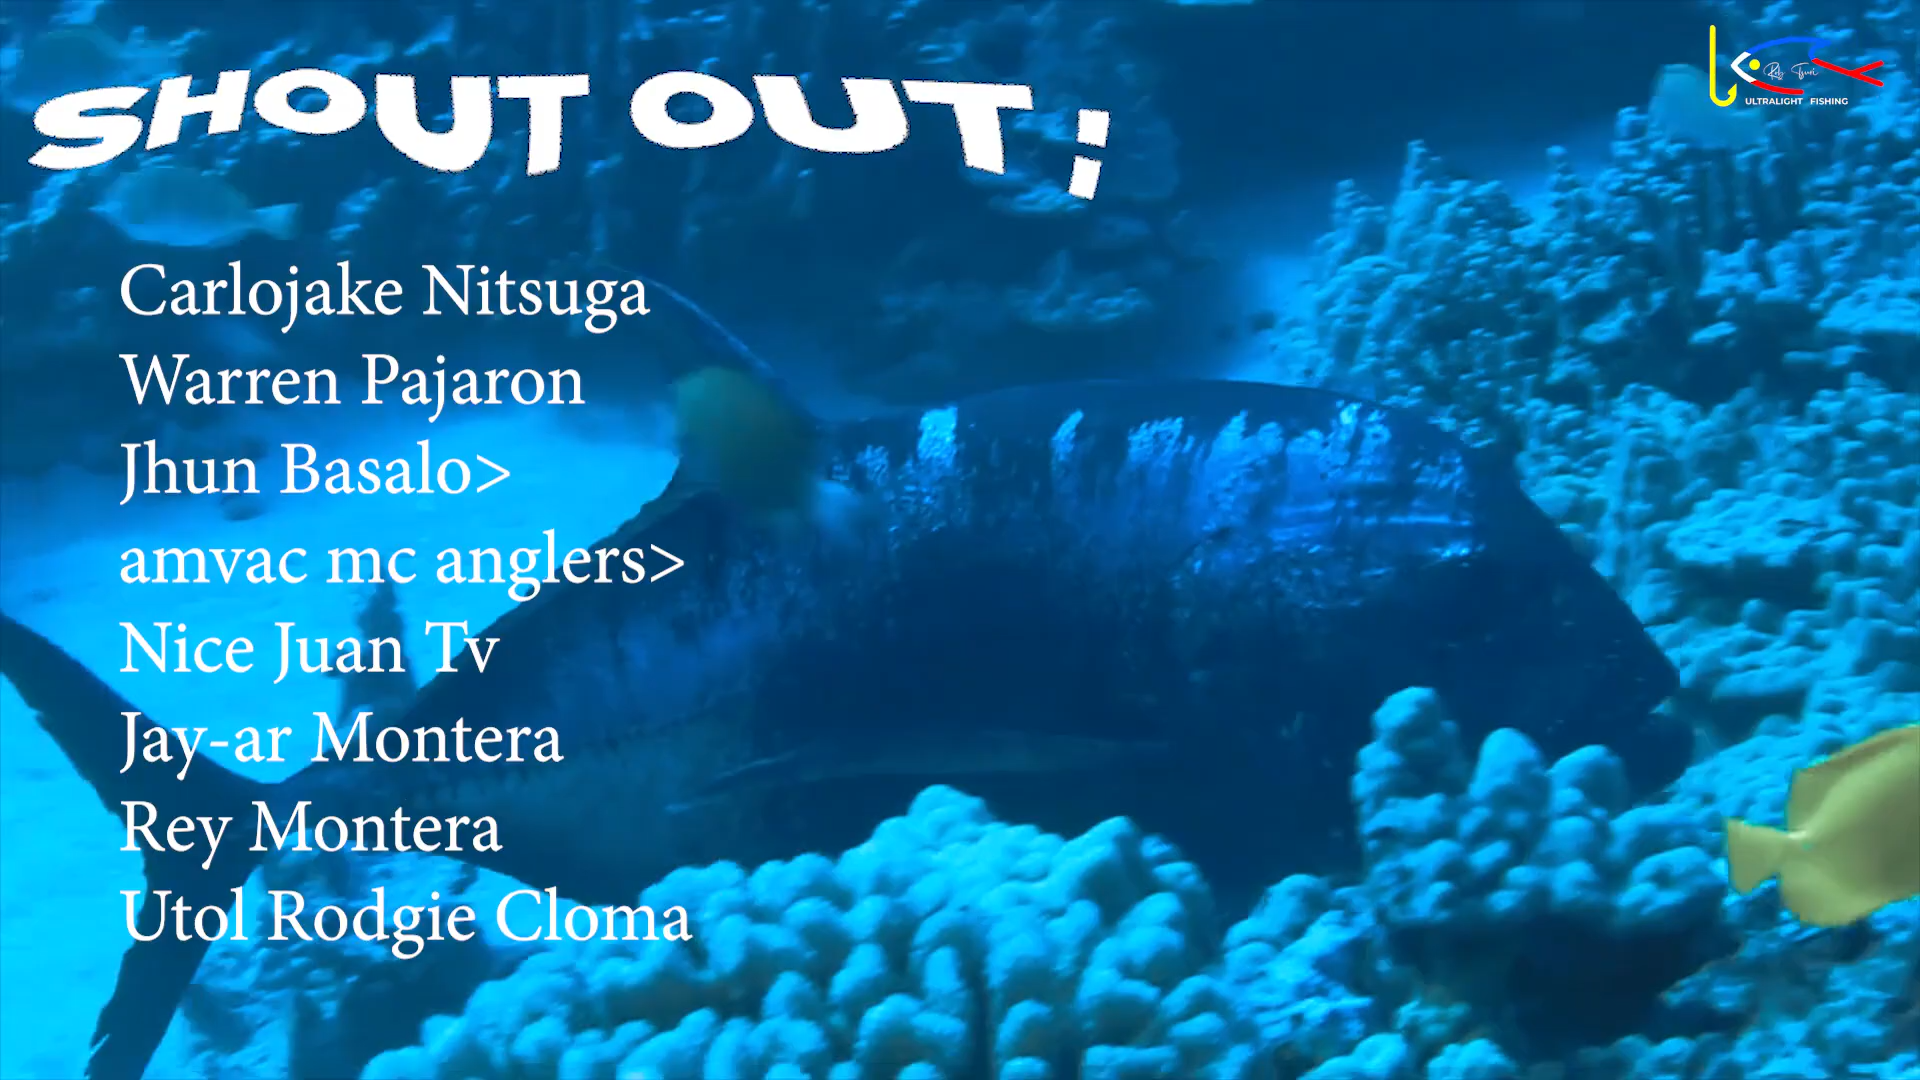 SHOUT OUT :
Carlojake Nitsuga
Warren Pajaron
Jhun Basalo>
amvac mc anglers>
Nice Juan Tv
Jay-ar Montera
Rey Montera
Utol Rodgie Cloma
ULTRALIGHT FISHING